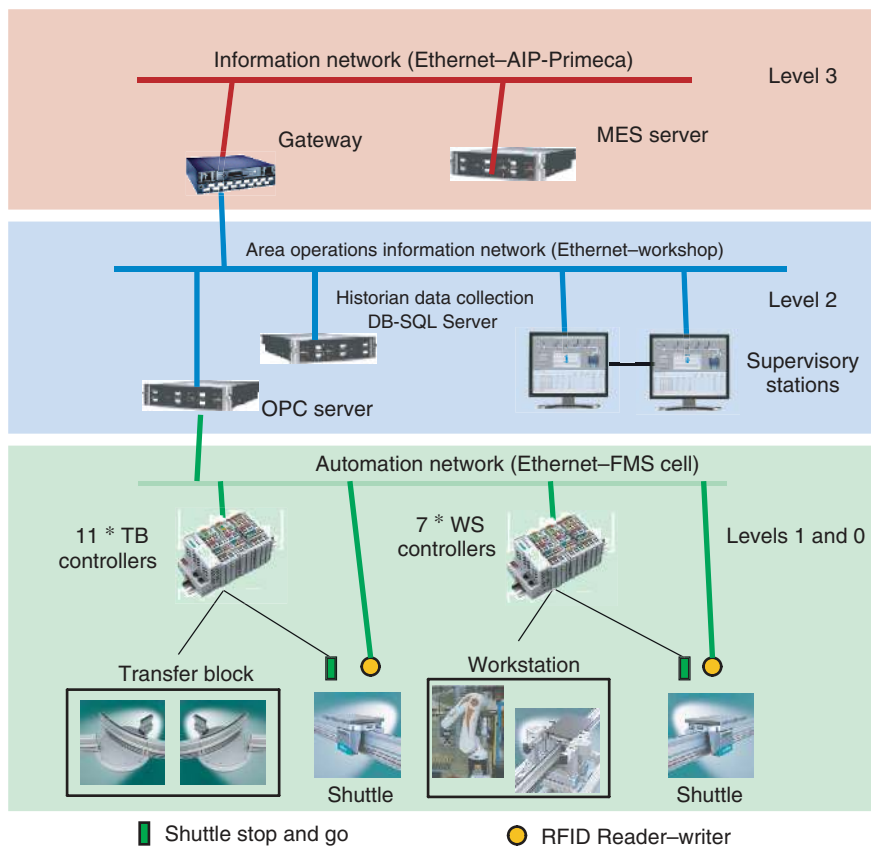 Information network (Ethernet–AIP-Primeca)
Level 3
Gateway
MES server
Area operations information network (Ethernet–workshop)
Level 2
Historian data collection
DB-SQL Server
Supervisory
stations
OPC server
Automation network (Ethernet–FMS cell)
11 * TB
controllers
7 * WS
controllers
Levels 1 and 0
Transfer block
Workstation
Shuttle
Shuttle
Shuttle stop and go
RFID Reader–writer